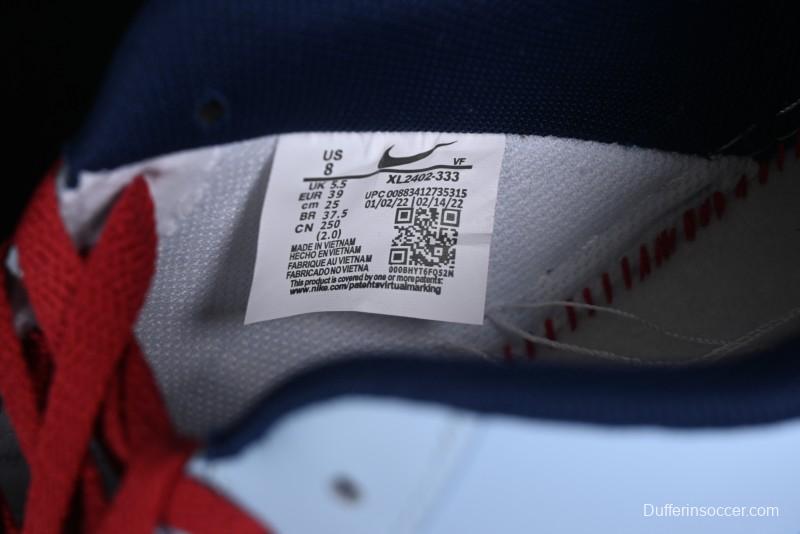 US
8
VF
XL2402-333
UK 5.5
EUR 39
cm 25
BR 37.5
CN 250
(2.0)
UPC 00883412735315
01/02/22 | 02/14/22
MADE IN VIETNAM
HECHO EN VIETNAM
FABRIQUE AU VIETNAM
FABRICADO NO VIETNA
000BHYT6FQS2N
This product is covered by one or more patents:
www.nike.com/patentsvirtualmarking
Dufferinsoccer.com